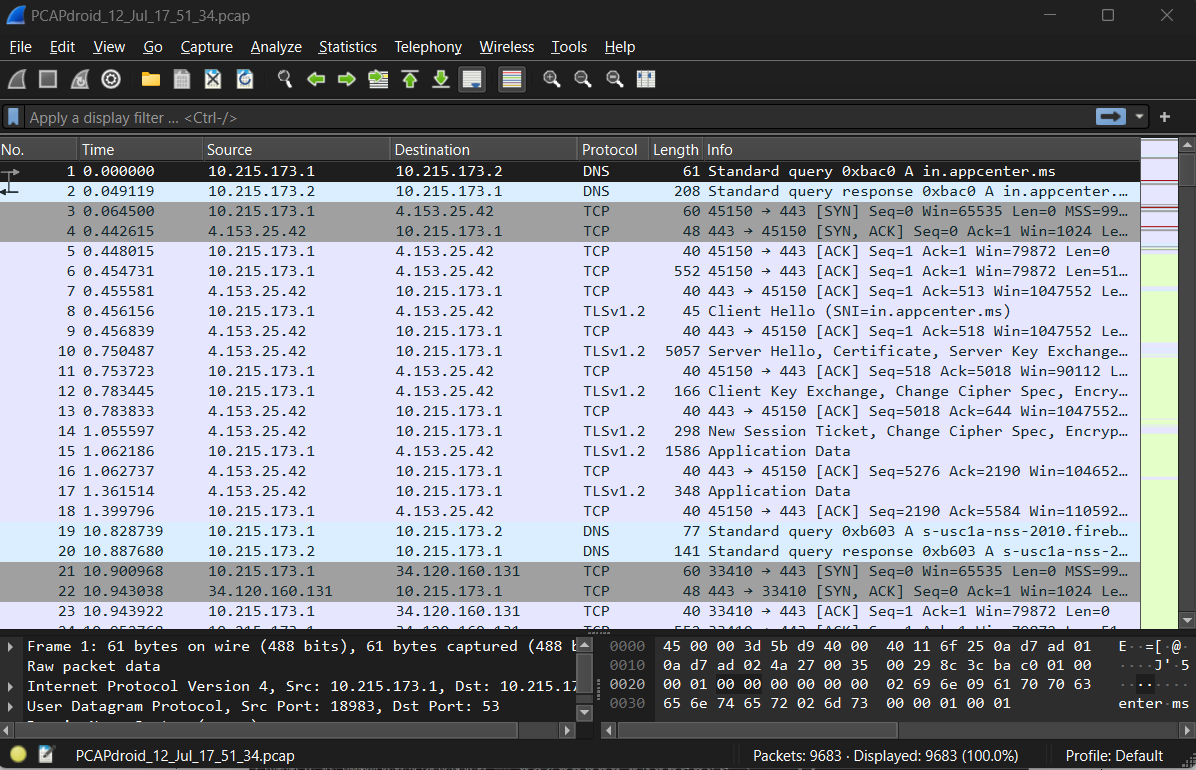 PCAPdroid_12_Jul_17_51_34.pcap
File Edit View Go Capture Analyze Statistics Telephony Wireless Tools Help
Apply a display filter … <Ctrl-/>
No. Time Source Destination Protocol Length Info
1 0.000000 10.215.173.1 10.215.173.2 DNS 61 Standard query 0xbac0 A in.appcenter.ms
2 0.049119 10.215.173.2 10.215.173.1 DNS 208 Standard query response 0xbac0 A in.appcenter.…
3 0.064500 10.215.173.1 4.153.25.42 TCP 60 45150 → 443 [SYN] Seq=0 Win=65535 Len=0 MSS=99…
4 0.442615 4.153.25.42 10.215.173.1 TCP 48 443 → 45150 [SYN, ACK] Seq=0 Ack=1 Win=1024 Le…
5 0.448015 10.215.173.1 4.153.25.42 TCP 40 45150 → 443 [ACK] Seq=1 Ack=1 Win=79872 Len=0
6 0.454731 10.215.173.1 4.153.25.42 TCP 552 45150 → 443 [ACK] Seq=1 Ack=1 Win=79872 Len=51…
7 0.455581 4.153.25.42 10.215.173.1 TCP 40 443 → 45150 [ACK] Seq=1 Ack=513 Win=1047552 Le…
8 0.456156 10.215.173.1 4.153.25.42 TLSv1.2 45 Client Hello (SNI=in.appcenter.ms)
9 0.456839 4.153.25.42 10.215.173.1 TCP 40 443 → 45150 [ACK] Seq=1 Ack=518 Win=1047552 Le…
10 0.750487 4.153.25.42 10.215.173.1 TLSv1.2 5057 Server Hello, Certificate, Server Key Exchange…
11 0.753723 10.215.173.1 4.153.25.42 TCP 40 45150 → 443 [ACK] Seq=518 Ack=5018 Win=90112 L…
12 0.783445 10.215.173.1 4.153.25.42 TLSv1.2 166 Client Key Exchange, Change Cipher Spec, Encry…
13 0.783833 4.153.25.42 10.215.173.1 TCP 40 443 → 45150 [ACK] Seq=5018 Ack=644 Win=1047552…
14 1.055597 4.153.25.42 10.215.173.1 TLSv1.2 298 New Session Ticket, Change Cipher Spec, Encryp…
15 1.062186 10.215.173.1 4.153.25.42 TLSv1.2 1586 Application Data
16 1.062737 4.153.25.42 10.215.173.1 TCP 40 443 → 45150 [ACK] Seq=5276 Ack=2190 Win=104652…
17 1.361514 4.153.25.42 10.215.173.1 TLSv1.2 348 Application Data
18 1.399796 10.215.173.1 4.153.25.42 TCP 40 45150 → 443 [ACK] Seq=2190 Ack=5584 Win=110592…
19 10.828739 10.215.173.1 10.215.173.2 DNS 77 Standard query 0xb603 A s-usc1a-nss-2010.fireb…
20 10.887680 10.215.173.2 10.215.173.1 DNS 141 Standard query response 0xb603 A s-usc1a-nss-2…
21 10.900968 10.215.173.1 34.120.160.131 TCP 60 33410 → 443 [SYN] Seq=0 Win=65535 Len=0 MSS=99…
22 10.943038 34.120.160.131 10.215.173.1 TCP 48 443 → 33410 [SYN, ACK] Seq=0 Ack=1 Win=1024 Le…
23 10.943922 10.215.173.1 34.120.160.131 TCP 40 33410 → 443 [ACK] Seq=1 Ack=1 Win=79872 Len=0
Frame 1: 61 bytes on wire (488 bits), 61 bytes captured (488 b
Raw packet data
Internet Protocol Version 4, Src: 10.215.173.1, Dst: 10.215.17
User Datagram Protocol, Src Port: 18983, Dst Port: 53
0000 45 00 00 3d 5b d9 40 00 40 11 6f 25 0a d7 ad 01 E··=[·@·
0010 0a d7 ad 02 4a 27 00 35 00 29 8c 3c ba c0 01 00 ····J'·5
0020 00 01 00 00 00 00 00 00 02 69 6e 09 61 70 70 63 ········
0030 65 6e 74 65 72 02 6d 73 00 00 01 00 01 enter·ms
PCAPdroid_12_Jul_17_51_34.pcap Packets: 9683 · Displayed: 9683 (100.0%) Profile: Default